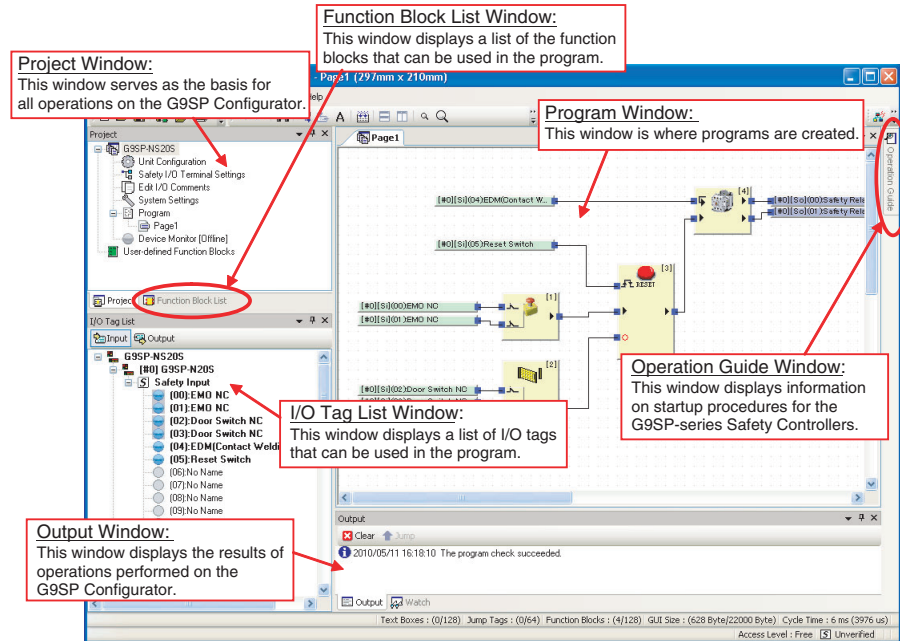 Function Block List Window:
This window displays a list of the function
blocks that can be used in the program.
Project Window:
This window serves as the basis for
all operations on the G9SP Configurator.
- Page1 (297mm x 210mm)
Help
Project
G9SP-NS20S
Unit Configuration
Safety I/O Terminal Settings
Edit I/O Comments
System Settings
Program
Page1
Device Monitor [Offline]
User-defined Function Blocks
Project
Function Block List
Page1
Program Window:
This window is where programs are created.
Operation Guide
[#0][Si](04):EDM(Contact W...
[4]
[#0][So](00):Safety Rela
[#0][So](01):Safety Rela
[#0][Si](05):Reset Switch
[3]
RESET
[1]
[#0][Si](00):EMO NC
[#0][Si](01):EMO NC
[2]
[#0][Si](02):Door Switch NC
Operation Guide Window:
This window displays information
on startup procedures for the
G9SP-series Safety Controllers.
I/O Tag List
Input
Output
G9SP-NS20S
[#0] G9SP-N20S
S Safety Input
(00):EMO NC
(01):EMO NC
(02):Door Switch NC
(03):Door Switch NC
(04):EDM(Contact Weldi
(05):Reset Switch
(06):No Name
(07):No Name
(08):No Name
(09):No Name
I/O Tag List Window:
This window displays a list of I/O tags
that can be used in the program.
Output Window:
This window displays the results of
operations performed on the
G9SP Configurator.
Output
Clear
Jump
2010/05/11 16:18:10 The program check succeeded.
Output
Watch
Text Boxes : (0/128) Jump Tags : (0/64) Function Blocks : (4/128) GUI Size : (628 Byte/22000 Byte) Cycle Time : 6 ms (3976 us)
Access Level : Free S Unverified